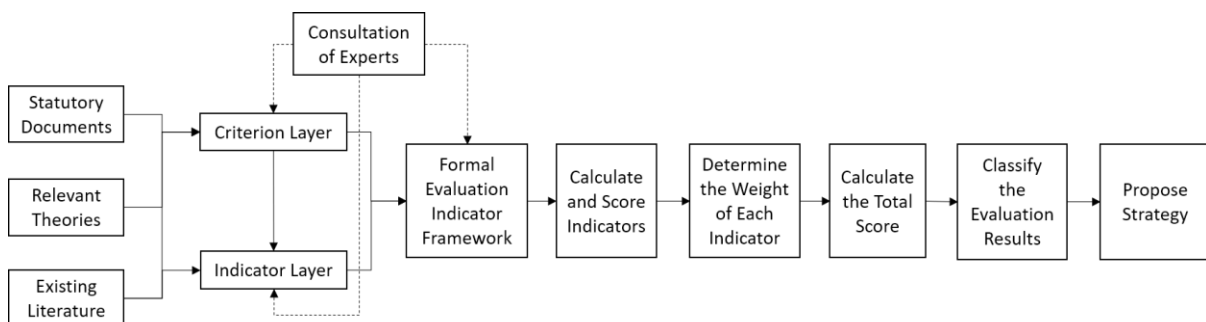 Consultation
of Experts
Statutory
Documents
Relevant
Theories
Existing
Literature
Criterion Layer
Indicator Layer
Formal
Evaluation
Indicator
Framework
Calculate
and Score
Indicators
Determine
the Weight
of Each
Indicator
Calculate
the Total
Score
Classify
the
Evaluation
Results
Propose
Strategy